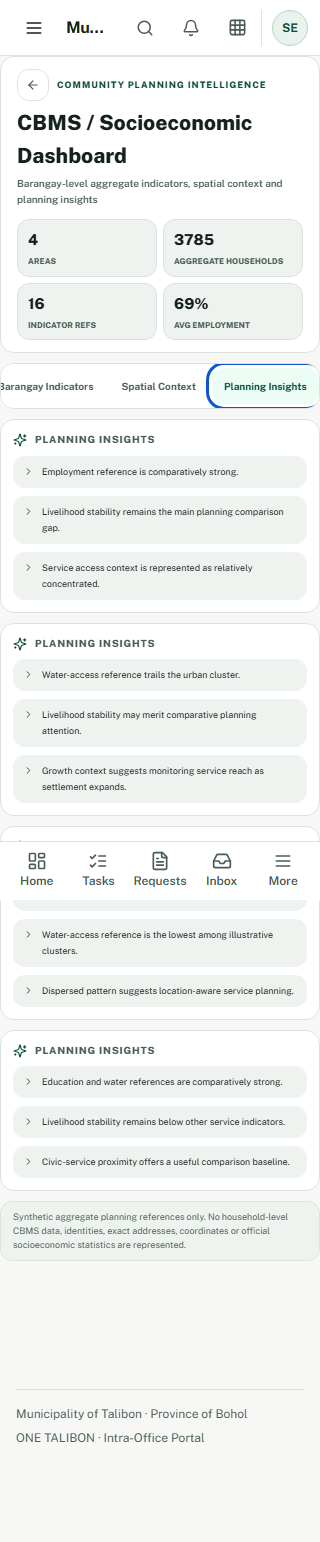 Mu...
SE
COMMUNITY PLANNING INTELLIGENCE
CBMS / Socioeconomic
Dashboard
Barangay-level aggregate indicators, spatial context and
planning insights
4
AREAS
3785
AGGREGATE HOUSEHOLDS
16
INDICATOR REFS
69%
AVG EMPLOYMENT
Barangay Indicators
Spatial Context
Planning Insights
PLANNING INSIGHTS
Employment reference is comparatively strong.
Livelihood stability remains the main planning comparison
gap.
Service access context is represented as relatively
concentrated.
PLANNING INSIGHTS
Water-access reference trails the urban cluster.
Livelihood stability may merit comparative planning
attention.
Growth context suggests monitoring service reach as
settlement expands.
Home
Tasks
Requests
Inbox
More
Water-access reference is the lowest among illustrative
clusters.
Dispersed pattern suggests location-aware service planning.
PLANNING INSIGHTS
Education and water references are comparatively strong.
Livelihood stability remains below other service indicators.
Civic-service proximity offers a useful comparison baseline.
Synthetic aggregate planning references only. No household-level
CBMS data, identities, exact addresses, coordinates or official
socioeconomic statistics are represented.
Municipality of Talibon · Province of Bohol
ONE TALIBON · Intra-Office Portal